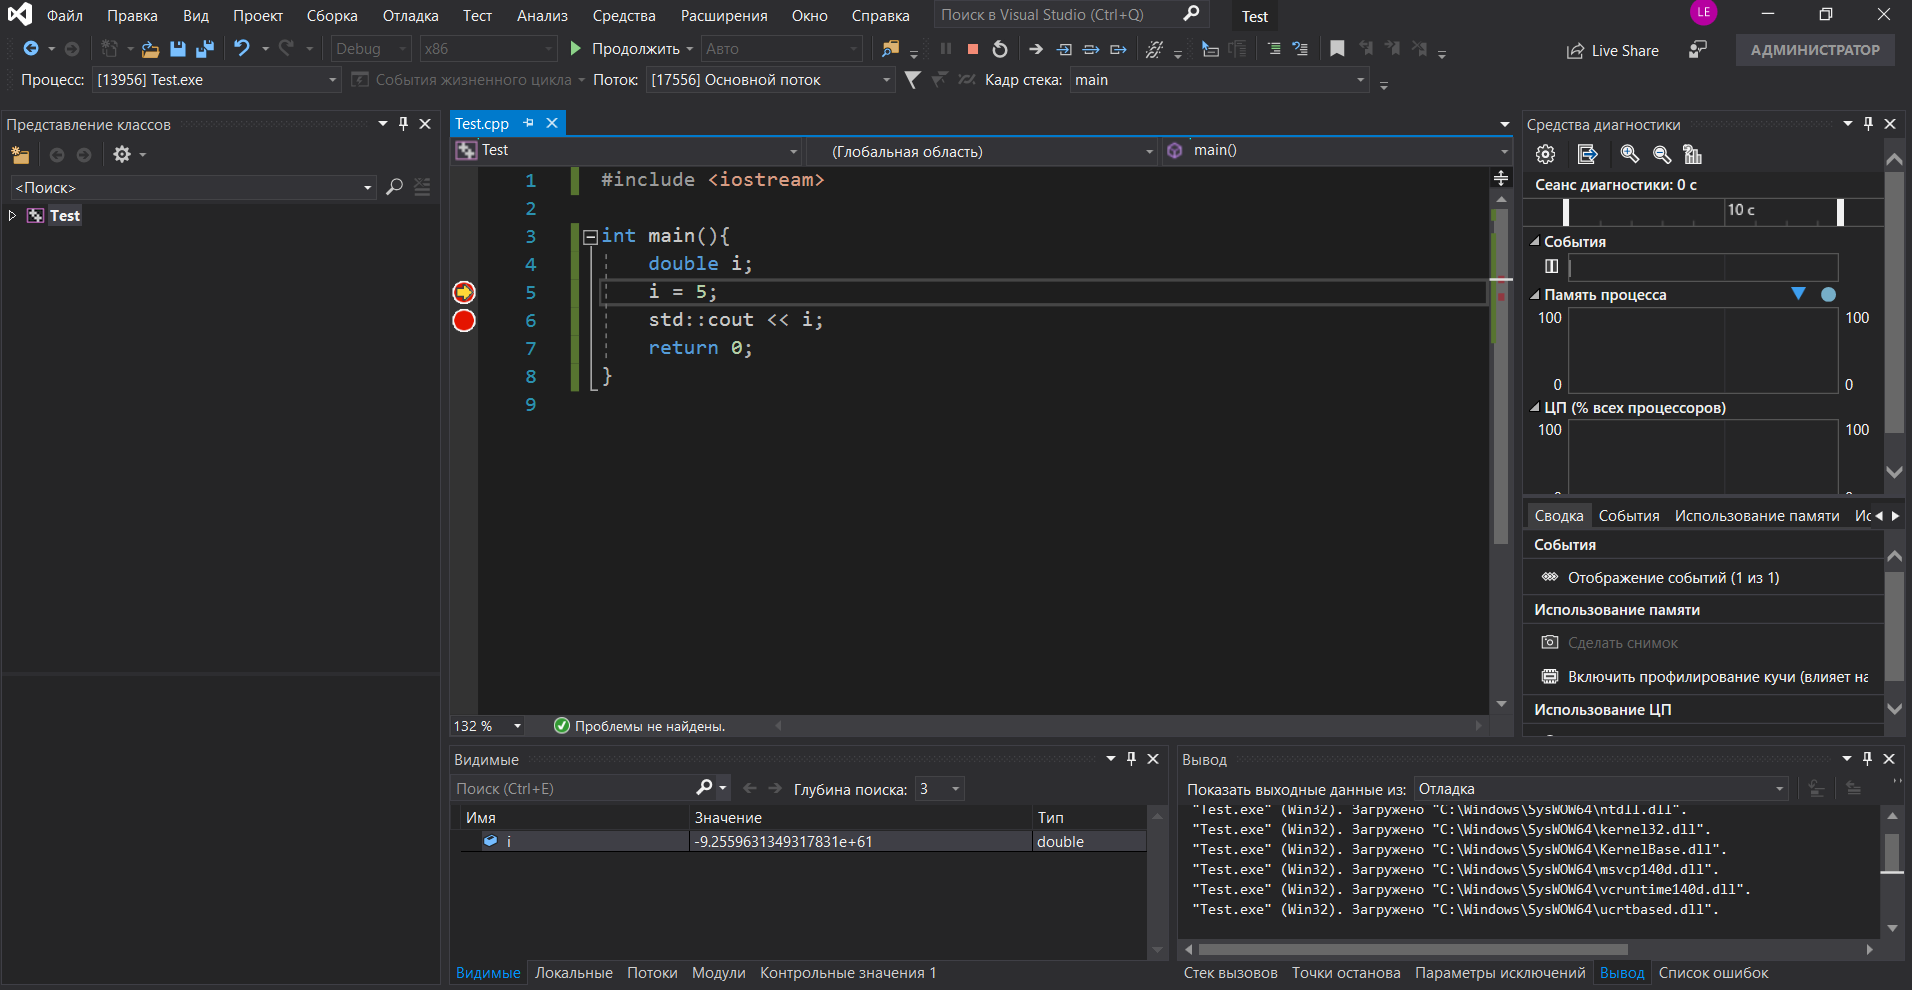 Файл Правка Вид Проект Сборка Отладка Тест Анализ Средства Расширения Окно Справка Поиск в Visual Studio (Ctrl+Q) Test LE
Debug x86 Продолжить Авто Live Share АДМИНИСТРАТОР
Процесс: [13956] Test.exe События жизненного цикла Поток: [17556] Основной поток Кадр стека: main
Представление классов
<Поиск>
Test
Test.cpp
Test (Глобальная область) main()
1 #include <iostream>
2
3 int main(){
4 double i;
5 i = 5;
6 std::cout << i;
7 return 0;
8 }
9
132 % Проблемы не найдены.
Средства диагностики
Сеанс диагностики: 0 с
10 с
События
Память процесса
100 100
0 0
ЦП (% всех процессоров)
100 100
Сводка События Использование памяти Ис
События
Отображение событий (1 из 1)
Использование памяти
Сделать снимок
Включить профилирование кучи (влияет на
Использование ЦП
Видимые
Поиск (Ctrl+E) Глубина поиска: 3
Имя Значение Тип
i -9.2559631349317831e+61 double
Видимые Локальные Потоки Модули Контрольные значения 1
Вывод
Показать выходные данные из: Отладка
"Test.exe" (Win32). Загружено "C:\Windows\SysWOW64\ntdll.dll".
"Test.exe" (Win32). Загружено "C:\Windows\SysWOW64\kernel32.dll".
"Test.exe" (Win32). Загружено "C:\Windows\SysWOW64\KernelBase.dll".
"Test.exe" (Win32). Загружено "C:\Windows\SysWOW64\msvcp140d.dll".
"Test.exe" (Win32). Загружено "C:\Windows\SysWOW64\vcruntime140d.dll".
"Test.exe" (Win32). Загружено "C:\Windows\SysWOW64\ucrtbased.dll".
Стек вызовов Точки останова Параметры исключений Вывод Список ошибок